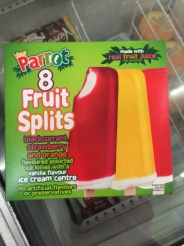 Parrot
made with
real fruit juice
8
Fruit
Splits
blackcurrant,
strawberry
and orange
flavoured assorted
ice lollies with a
vanilla flavour
ice cream centre
no artificial flavours
or preservatives